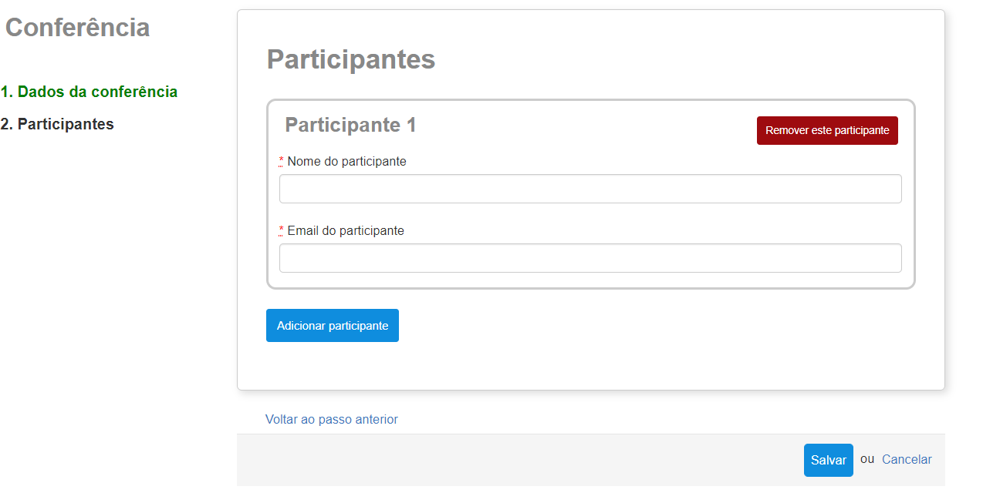 Conferência
1. Dados da conferência
2. Participantes
Participantes
Participante 1
Remover este participante
* Nome do participante
* Email do participante
Adicionar participante
Voltar ao passo anterior
Salvar ou Cancelar